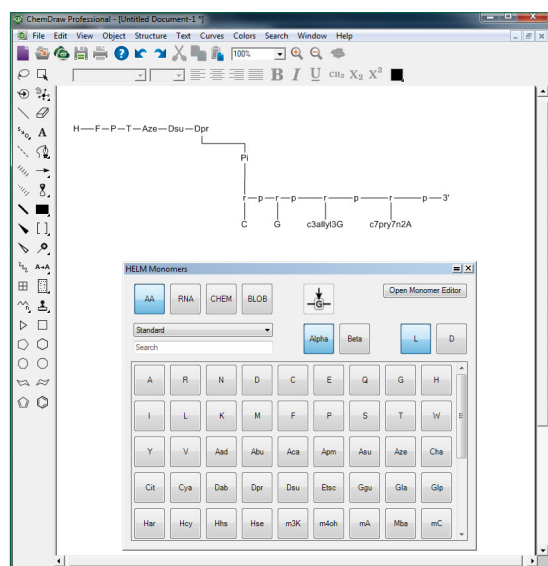 ChemDraw Professional - [Untitled Document-1 *]
File Edit View Object Structure Text Curves Colors Search Window Help
100%
B I U CH₂ X₂ X²
A
A↔A
H—F—P—T—Aze—Dsu—Dpr
Pi
r—p—r—p—r—p—r—p—3'
C G c3allyl3G c7pry7n2A
HELM Monomers
AA RNA CHEM BLOB G Open Monomer Editor
Standard Alpha Beta L D
Search
A R N D C E Q G H
I L K M F P S T W
Y V Aad Abu Aca Apm Asu Aze Cha
Cit Cya Dab Dpr Dsu Etsc Ggu Gla Glp
Har Hcy Hhs Hse m3K m4oh mA Mba mC